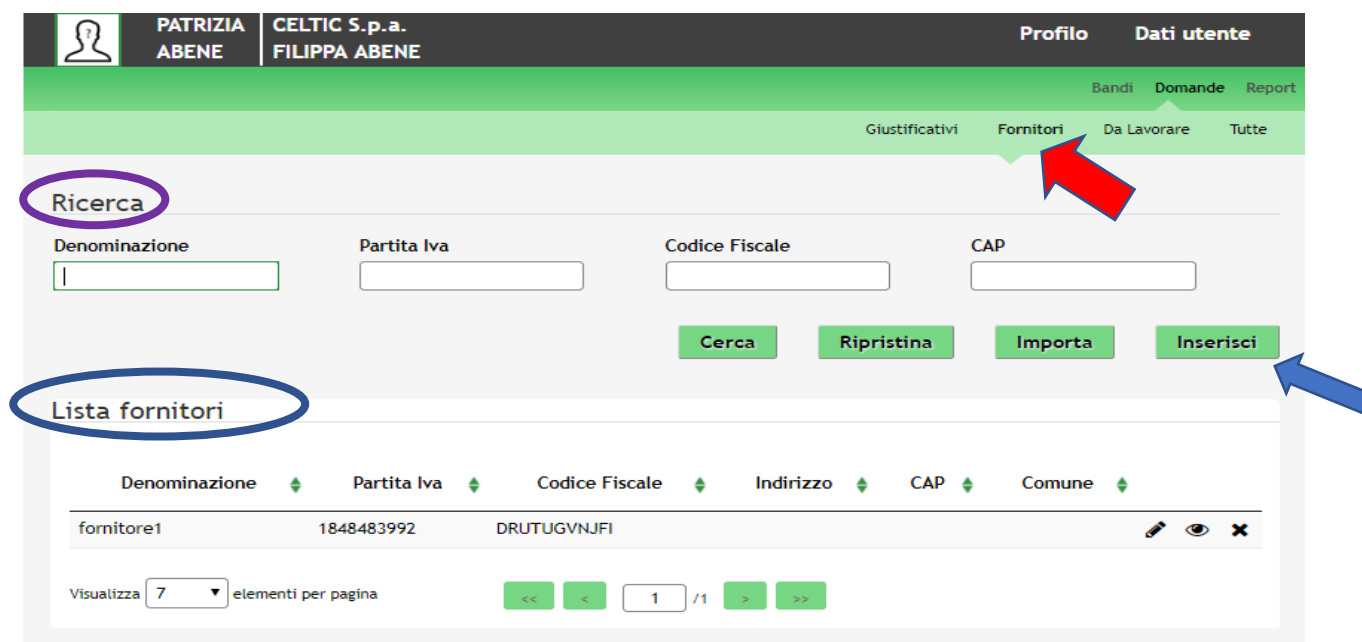 PATRIZIA ABENE
CELTIC S.p.a.
FILIPPA ABENE
Profilo Dati utente
Bandi Domande Report
Giustificativi Fornitori Da Lavorare Tutte
Ricerca
Denominazione Partita Iva Codice Fiscale CAP
Cerca Ripristina Importa Inserisci
Lista fornitori
Denominazione Partita Iva Codice Fiscale Indirizzo CAP Comune
fornitore1 1848483992 DRUTUGVNJFI
Visualizza 7 elementi per pagina << < 1 /1 > >>